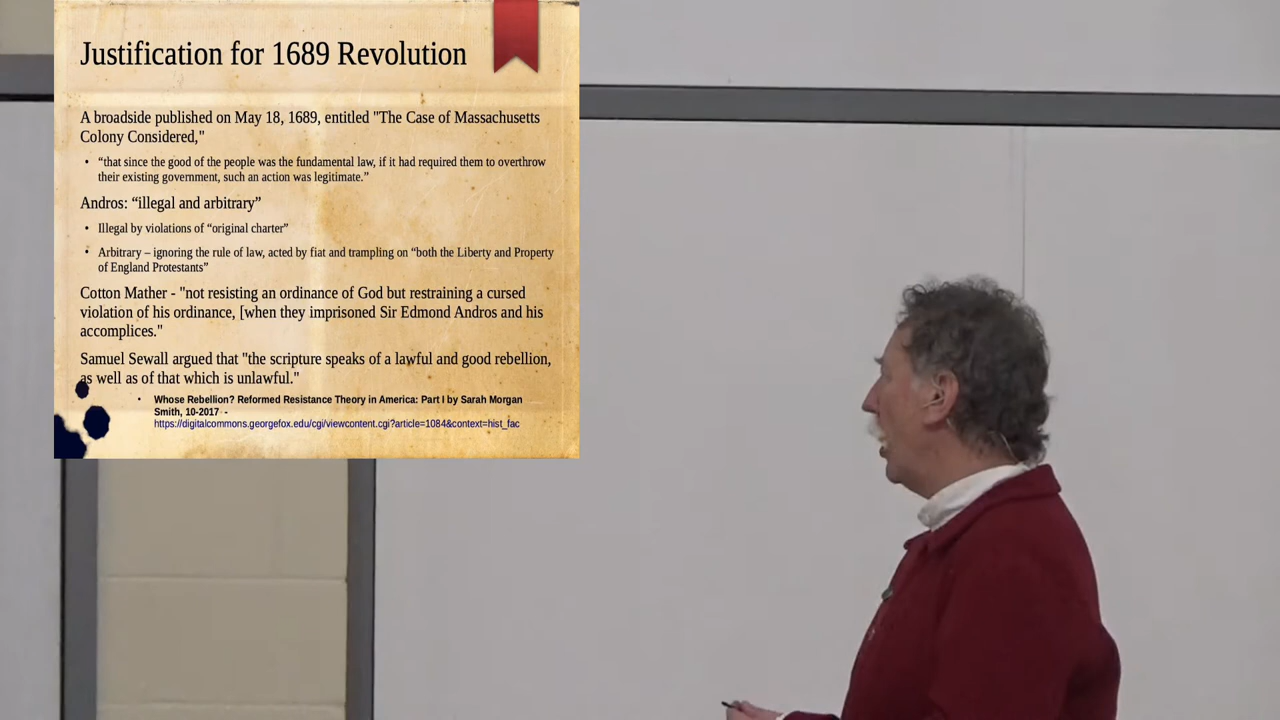 Justification for 1689 Revolution
A broadside published on May 18, 1689, entitled "The Case of Massachusetts
Colony Considered,"
• “that since the good of the people was the fundamental law, if it had required them to overthrow
their existing government, such an action was legitimate.”
Andros: “illegal and arbitrary”
• Illegal by violations of “original charter”
• Arbitrary – ignoring the rule of law, acted by fiat and trampling on “both the Liberty and Property
of England Protestants”
Cotton Mather - "not resisting an ordinance of God but restraining a cursed
violation of his ordinance, [when they imprisoned Sir Edmond Andros and his
accomplices."
Samuel Sewall argued that "the scripture speaks of a lawful and good rebellion,
as well as of that which is unlawful."
• Whose Rebellion? Reformed Resistance Theory in America: Part I by Sarah Morgan
Smith, 10-2017 -
https://digitalcommons.georgefox.edu/cgi/viewcontent.cgi?article=1084&context=hist_fac